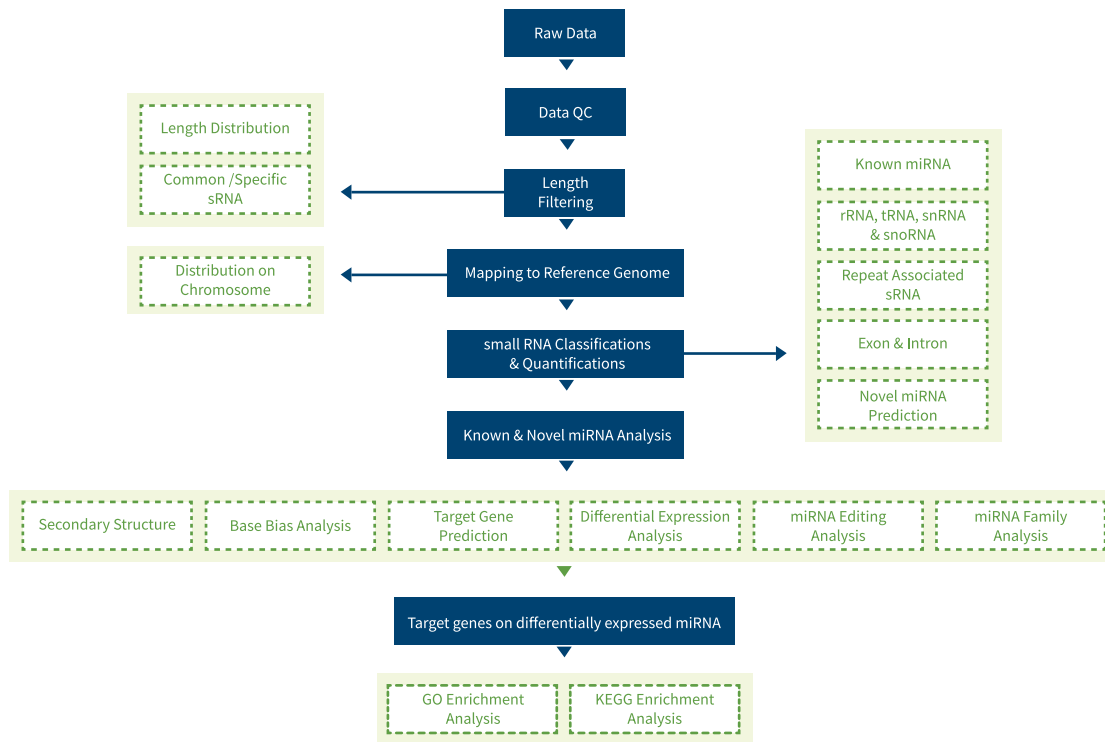 Raw Data
Data QC
Length Distribution
Common /Specific
sRNA
Length
Filtering
Known miRNA
rRNA, tRNA, snRNA
& snoRNA
Repeat Associated
sRNA
Exon & Intron
Novel miRNA
Prediction
Distribution on
Chromosome
Mapping to Reference Genome
small RNA Classifications
& Quantifications
Known & Novel miRNA Analysis
Secondary Structure
Base Bias Analysis
Target Gene
Prediction
Differential Expression
Analysis
miRNA Editing
Analysis
miRNA Family
Analysis
Target genes on differentially expressed miRNA
GO Enrichment
Analysis
KEGG Enrichment
Analysis